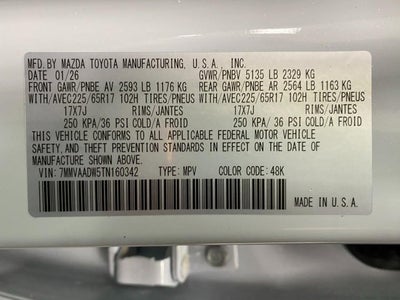 MFD.BY MAZDA TOYOTA MANUFACTURING, U.S.A., INC.
DATE 01/26 GVWR/PNBV 5135 LB 2329 KG
FRONT GAWR/PNBE AV 2593 LB 1176 KG REAR GAWR/PNBE AR 2564 LB 1163 KG
WITH/AVEC225/65R17 102H TIRES/PNEUS WITH/AVEC225/65R17 102H TIRES/PNEUS
17X7J RIMS/JANTES 17X7J RIMS/JANTES
250 KPA/ 36 PSI COLD/A FROID 250 KPA/ 36 PSI COLD/A FROID
THIS VEHICLE CONFORMS TO ALL APPLICABLE FEDERAL MOTOR VEHICLE
SAFETY, AND THEFT PREVENTION STANDARDS IN EFFECT ON THE DATE OF
MANUFACTURE SHOWN ABOVE.
VIN: 7MMVAADW5TN160342 TYPE: MPV COLOR CODE: 48K
MADE IN U.S.A.